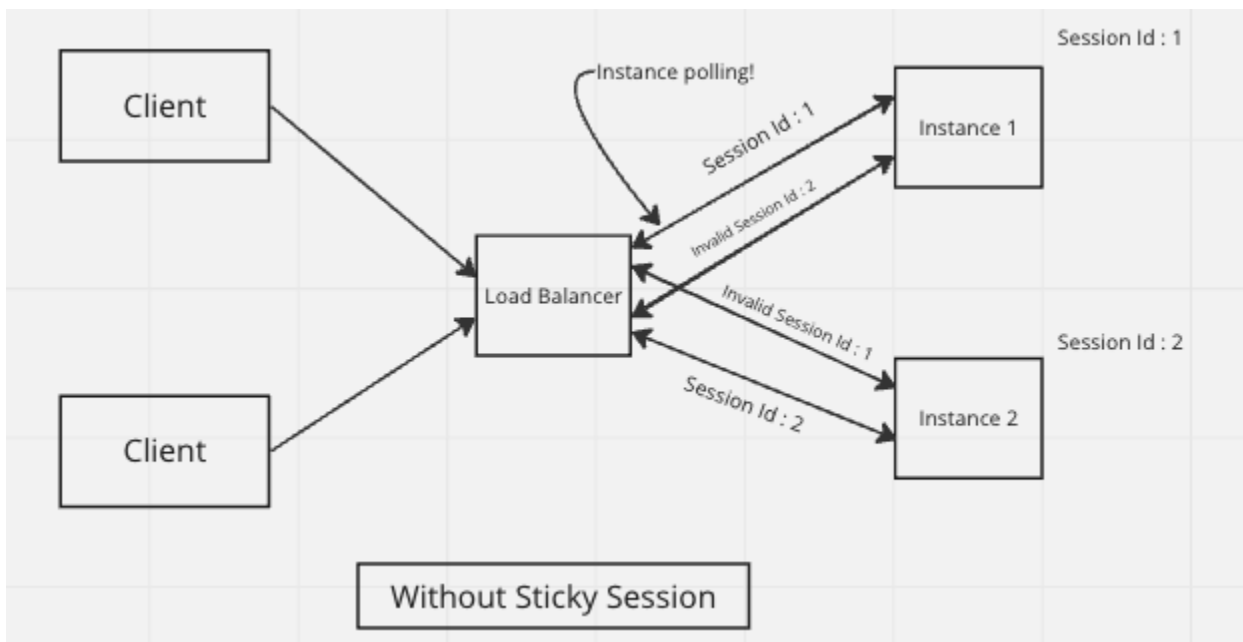 Session Id : 1
Instance polling!
Client
Session Id : 1
Instance 1
Invalid Session Id : 2
Load Balancer
Invalid Session Id : 1
Session Id : 2
Session Id : 2
Instance 2
Client
Without Sticky Session